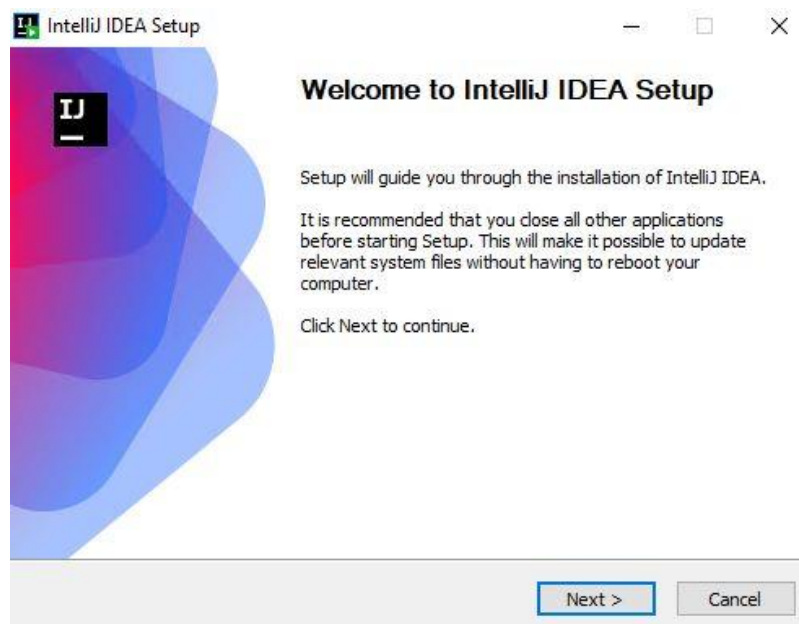 IntelliJ IDEA Setup
IJ
Welcome to IntelliJ IDEA Setup
Setup will guide you through the installation of IntelliJ IDEA.
It is recommended that you close all other applications
before starting Setup. This will make it possible to update
relevant system files without having to reboot your
computer.
Click Next to continue.
Next >
Cancel